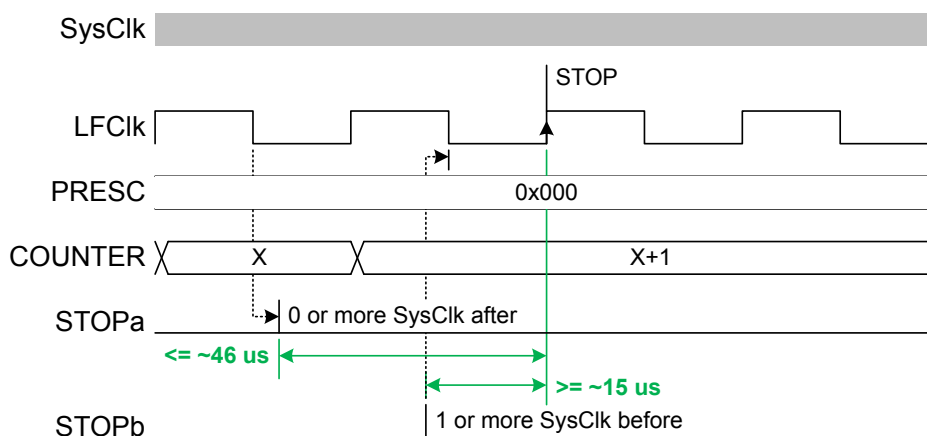 SysClk
STOP
LFClk
PRESC
0x000
COUNTER
X
X+1
STOPa
0 or more SysClk after
<= ~46 us
>= ~15 us
STOPb
1 or more SysClk before